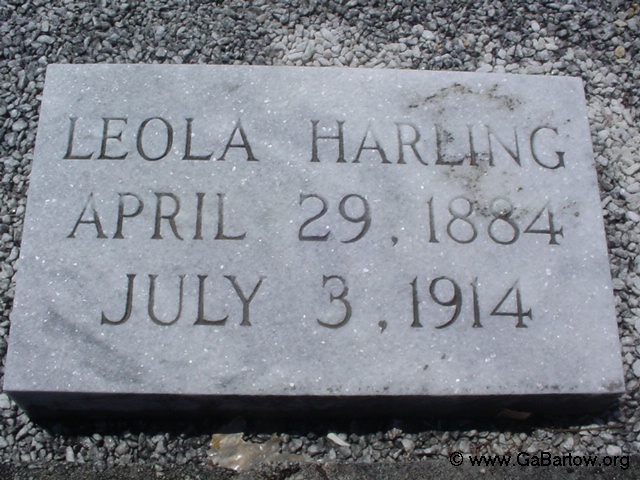 LEOLA HARLING
APRIL 29, 1884
JULY 3, 1914
© www.GaBartow.org